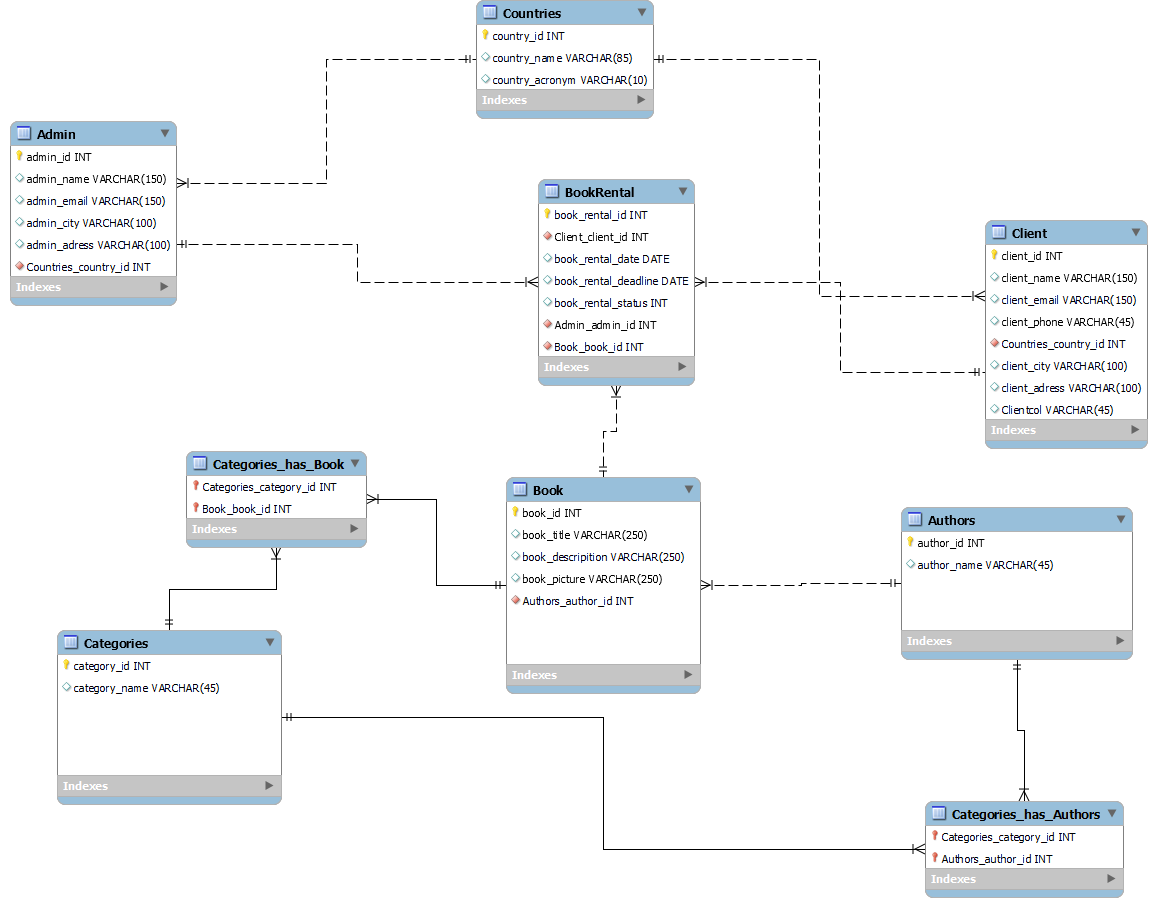 Countries
country_id INT
country_name VARCHAR(85)
country_acronym VARCHAR(10)
Indexes
Admin
admin_id INT
admin_name VARCHAR(150)
admin_email VARCHAR(150)
admin_city VARCHAR(100)
admin_adress VARCHAR(100)
Countries_country_id INT
Indexes
BookRental
book_rental_id INT
Client_client_id INT
book_rental_date DATE
book_rental_deadline DATE
book_rental_status INT
Admin_admin_id INT
Book_book_id INT
Indexes
Client
client_id INT
client_name VARCHAR(150)
client_email VARCHAR(150)
client_phone VARCHAR(45)
Countries_country_id INT
client_city VARCHAR(100)
client_adress VARCHAR(100)
Clientcol VARCHAR(45)
Indexes
Categories_has_Book
Categories_category_id INT
Book_book_id INT
Indexes
Book
book_id INT
book_title VARCHAR(250)
book_descripition VARCHAR(250)
book_picture VARCHAR(250)
Authors_author_id INT
Indexes
Authors
author_id INT
author_name VARCHAR(45)
Indexes
Categories
category_id INT
category_name VARCHAR(45)
Indexes
Categories_has_Authors
Categories_category_id INT
Authors_author_id INT
Indexes